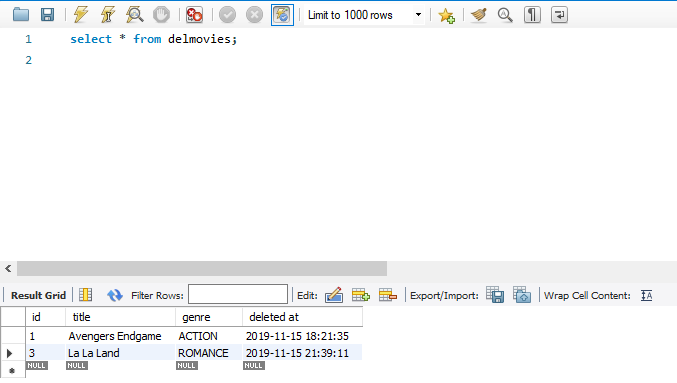 Limit to 1000 rows
1 select * from delmovies;
2
Result Grid Filter Rows: Edit: Export/Import: Wrap Cell Content: IA
id title genre deleted at
1 Avengers Endgame ACTION 2019-11-15 18:21:35
3 La La Land ROMANCE 2019-11-15 21:39:11
NULL NULL NULL NULL